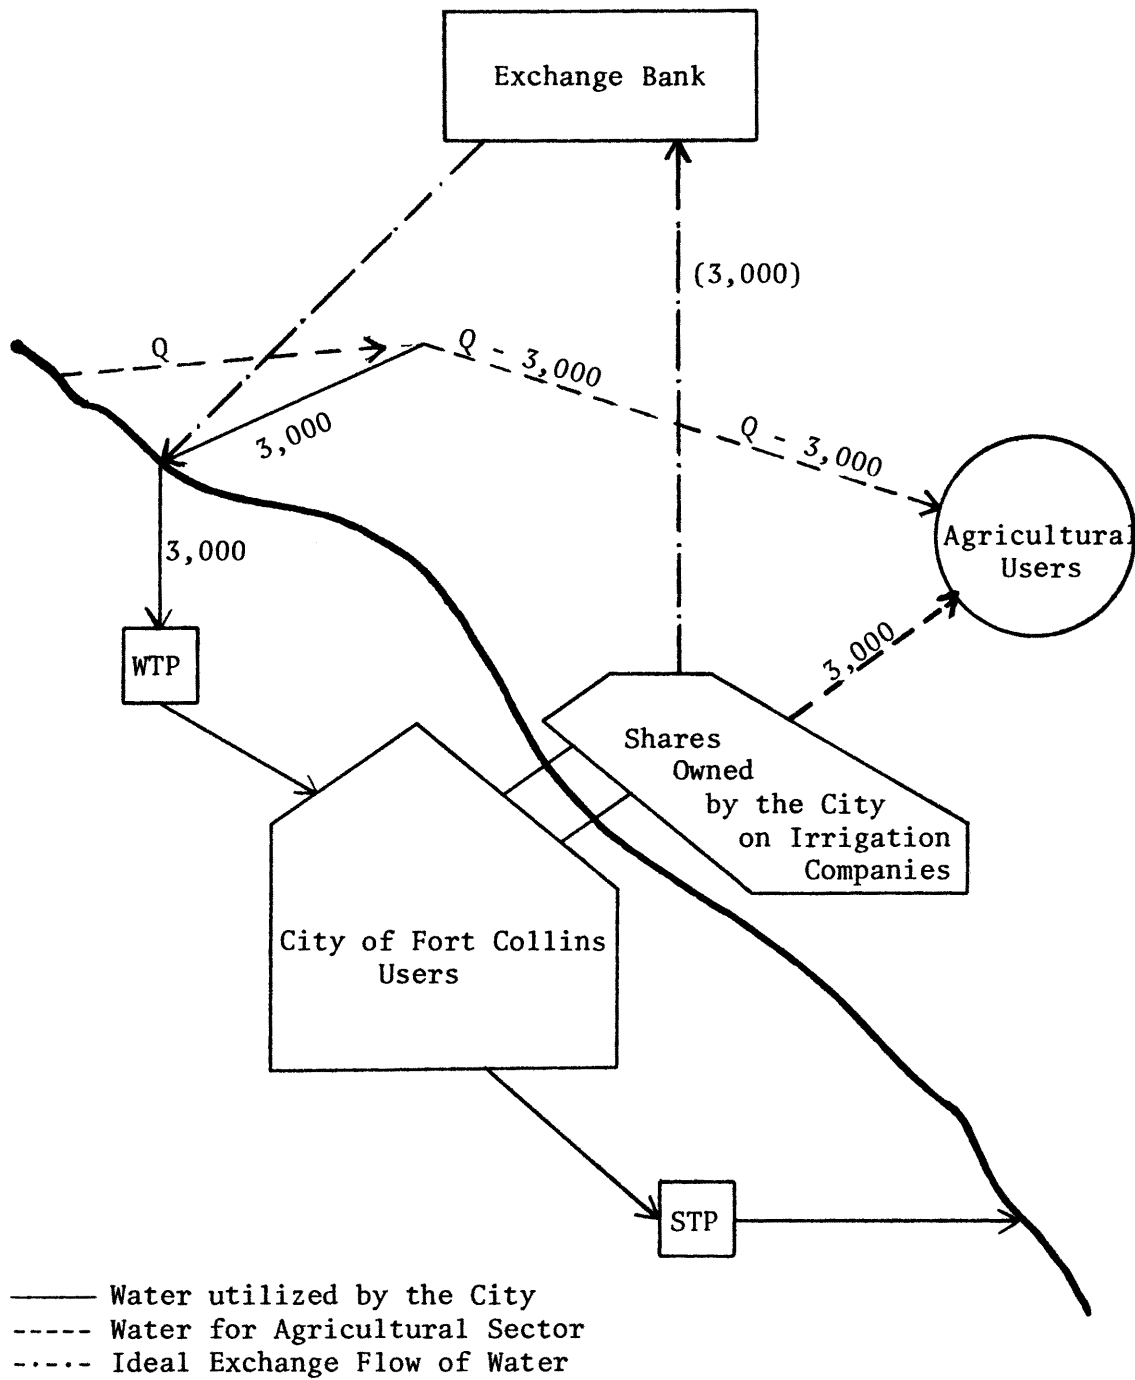 Exchange Bank
(3,000)
Q
Q - 3,000
3,000
Q - 3,000
3,000
Agricultural
Users
WTP
3,000
Shares
Owned
by the City
on Irrigation
Companies
City of Fort Collins
Users
STP
Water utilized by the City
Water for Agricultural Sector
Ideal Exchange Flow of Water